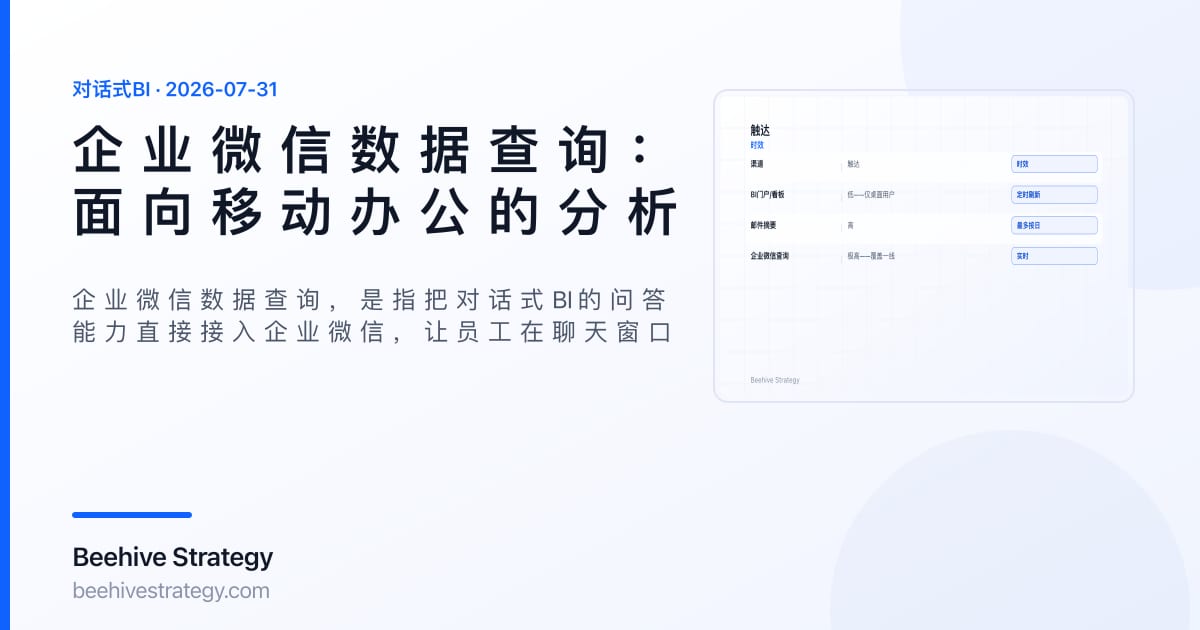 对话式BI · 2026-07-31
企业微信数据查询：
面向移动办公的分析
企业微信数据查询，是指把对话式 BI 的问答
能力直接接入企业微信，让员工在聊天窗口
触达
时效
渠道 触达 时效
BI门户/看板 低——仅桌面用户 定时刷新
邮件摘要 高 最多按日
企业微信查询 极高——覆盖一线 实时
Beehive Strategy
Beehive Strategy
beehivestrategy.com